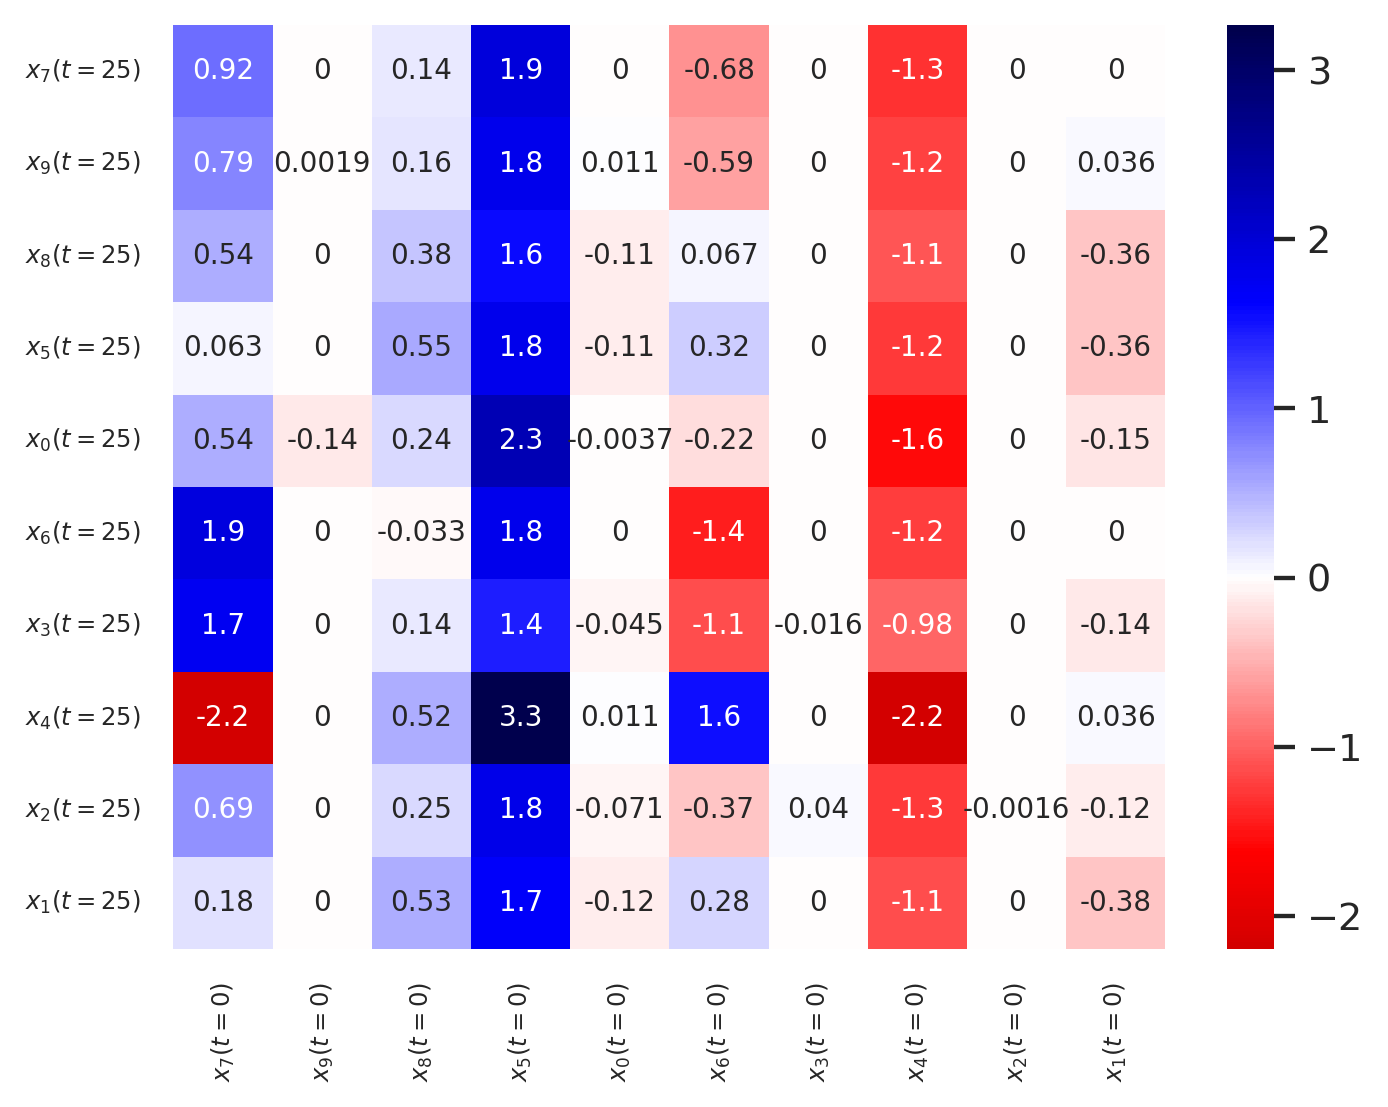 x₇(t = 25) 0.92 0 0.14 1.9 0 -0.68 0 -1.3 0 0
x₉(t = 25) 0.79 0.0019 0.16 1.8 0.011 -0.59 0 -1.2 0 0.036
x₈(t = 25) 0.54 0 0.38 1.6 -0.11 0.067 0 -1.1 0 -0.36
x₅(t = 25) 0.063 0 0.55 1.8 -0.11 0.32 0 -1.2 0 -0.36
x₀(t = 25) 0.54 -0.14 0.24 2.3 -0.0037 -0.22 0 -1.6 0 -0.15
x₆(t = 25) 1.9 0 -0.033 1.8 0 -1.4 0 -1.2 0 0
x₃(t = 25) 1.7 0 0.14 1.4 -0.045 -1.1 -0.016 -0.98 0 -0.14
x₄(t = 25) -2.2 0 0.52 3.3 0.011 1.6 0 -2.2 0 0.036
x₂(t = 25) 0.69 0 0.25 1.8 -0.071 -0.37 0.04 -1.3 -0.0016 -0.12
x₁(t = 25) 0.18 0 0.53 1.7 -0.12 0.28 0 -1.1 0 -0.38
x₇(t = 0)
x₉(t = 0)
x₈(t = 0)
x₅(t = 0)
x₀(t = 0)
x₆(t = 0)
x₃(t = 0)
x₄(t = 0)
x₂(t = 0)
x₁(t = 0)
3
2
1
0
−1
−2